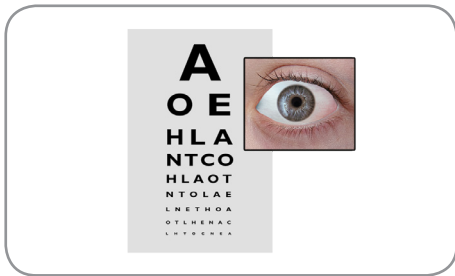 A
O E
H L A
N T C O
H L A O T
N T O L A E
L N E T H O A
O T L H E N A C